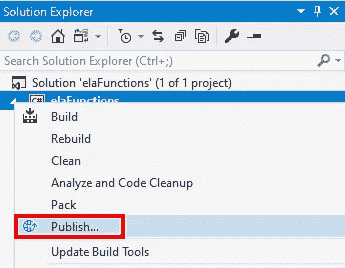 Solution Explorer
Search Solution Explorer (Ctrl+;)
Solution 'elaFunctions' (1 of 1 project)
C# elaFunctions
Build
Rebuild
Clean
Analyze and Code Cleanup
Pack
Publish...
Update Build Tools